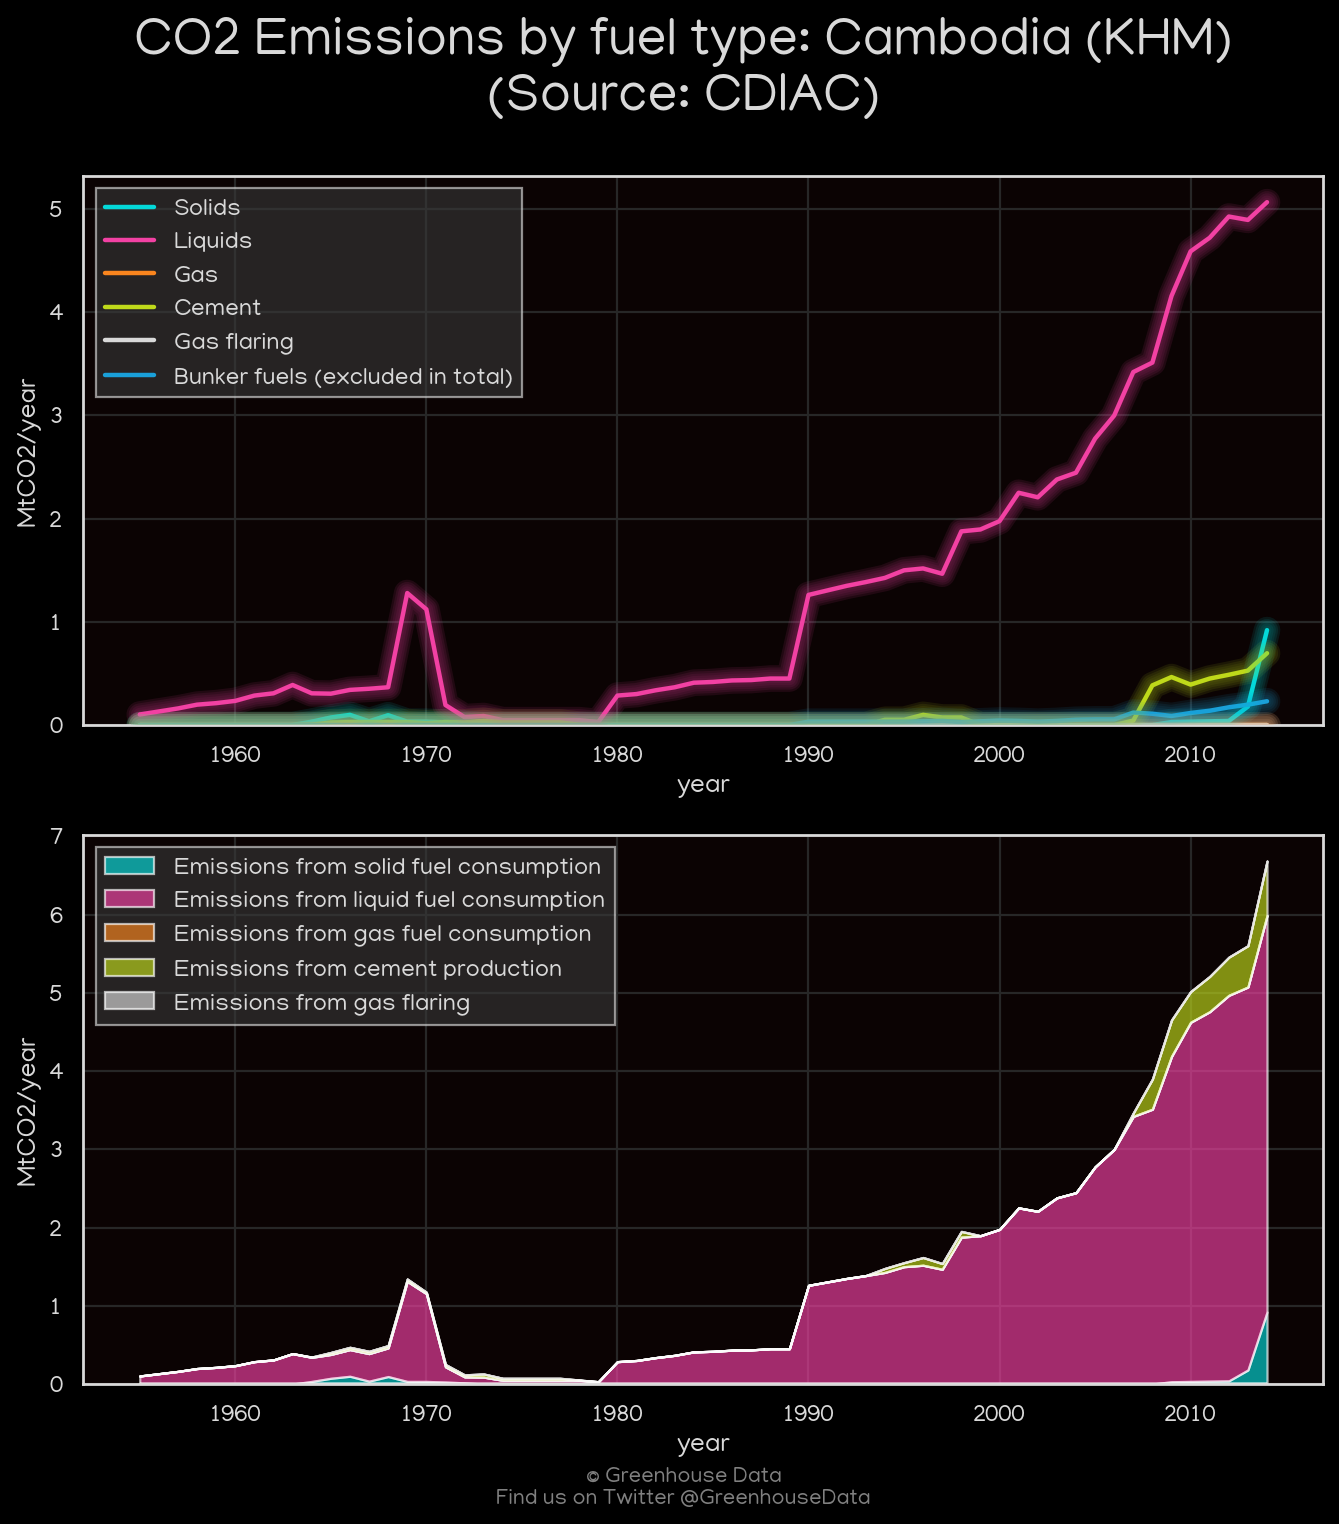 CO2 Emissions by fuel type: Cambodia (KHM)
(Source: CDIAC)
MtCO2/year
5
4
3
2
1
0
Solids
Liquids
Gas
Cement
Gas flaring
Bunker fuels (excluded in total)
1960 1970 1980 1990 2000 2010
year
MtCO2/year
7
6
5
4
3
2
1
0
Emissions from solid fuel consumption
Emissions from liquid fuel consumption
Emissions from gas fuel consumption
Emissions from cement production
Emissions from gas flaring
1960 1970 1980 1990 2000 2010
year
© Greenhouse Data
Find us on Twitter @GreenhouseData